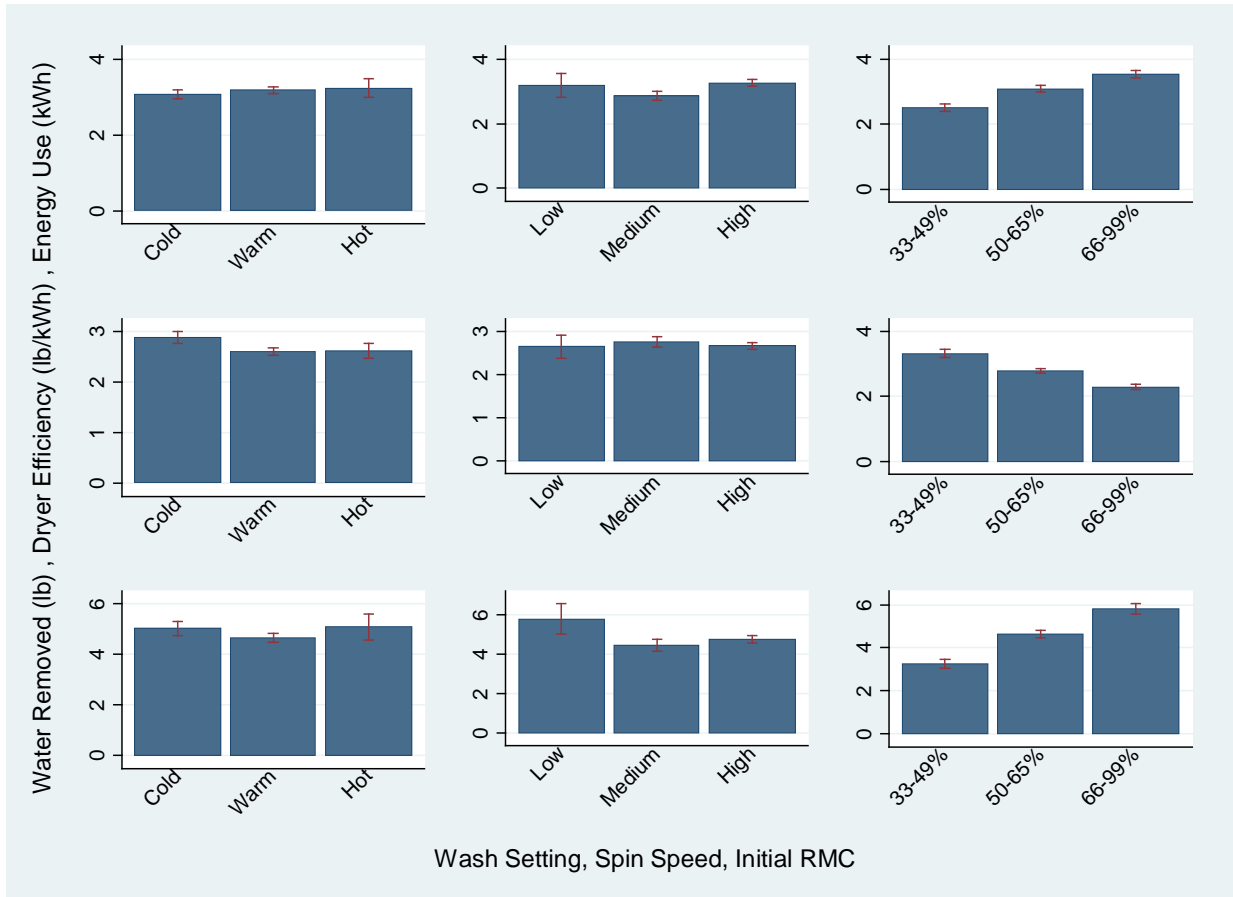 Water Removed (lb) , Dryer Efficiency (lb/kWh) , Energy Use (kWh)
4
2
0
Cold Warm Hot
4
2
0
Low Medium High
4
2
0
33-49% 50-65% 66-99%
3
2
1
0
Cold Warm Hot
3
2
1
0
Low Medium High
4
2
0
33-49% 50-65% 66-99%
6
4
2
0
Cold Warm Hot
6
4
2
0
Low Medium High
6
4
2
0
33-49% 50-65% 66-99%
Wash Setting, Spin Speed, Initial RMC